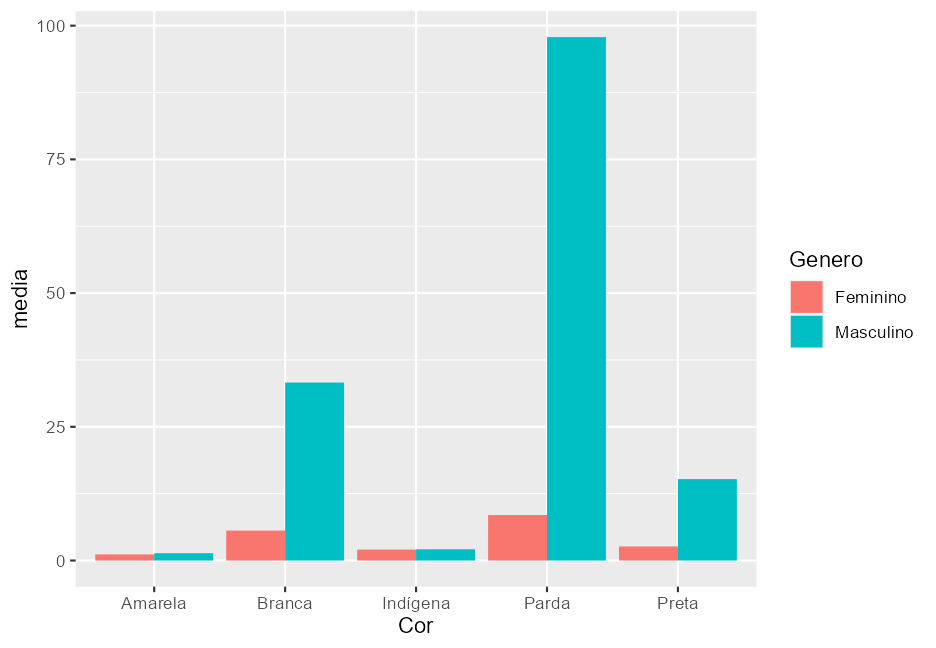 100
75
50
25
0
media
Amarela
Branca
Indígena
Parda
Preta
Cor
Genero
Feminino
Masculino